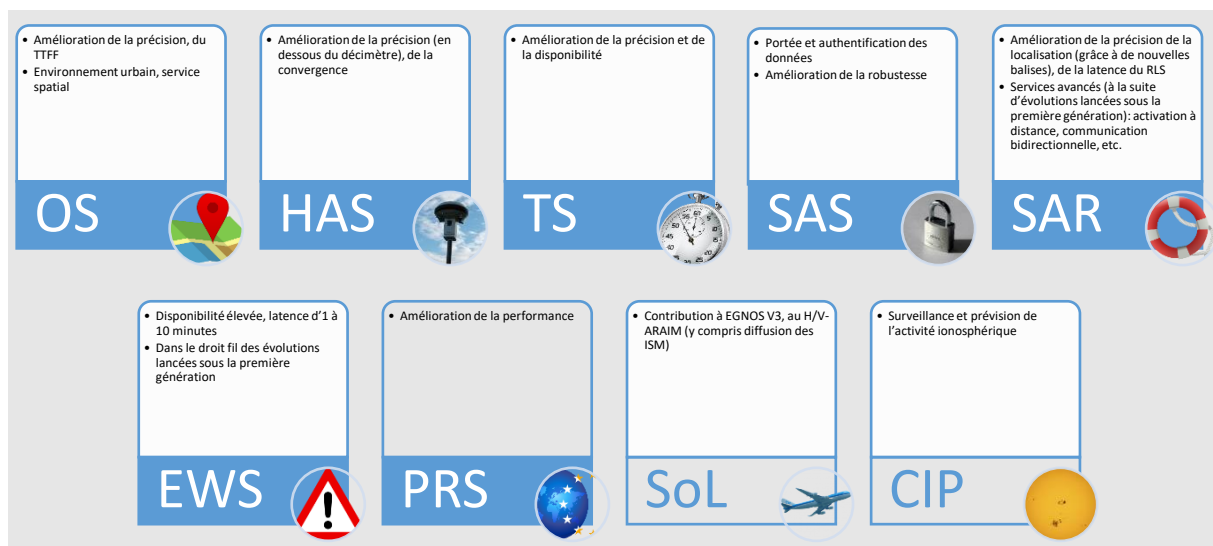 • Amélioration de la précision, du
TTFF
• Environnement urbain, service
spatial
OS
• Amélioration de la précision (en
dessous du décimètre), de la
convergence
HAS
• Amélioration de la précision et de
la disponibilité
TS
• Portée et authentification des
données
• Amélioration de la robustesse
SAS
• Amélioration de la précision de la
localisation (grâce à de nouvelles
balises), de la latence du RLS
• Services avancés (à la suite
d'évolutions lancées sous la
première génération): activation à
distance, communication
bidirectionnelle, etc.
SAR
• Disponibilité élevée, latence d'1 à
10 minutes
• Dans le droit fil des évolutions
lancées sous la première
génération
EWS
• Amélioration de la performance
PRS
• Contribution à EGNOS V3, au H/V-
ARAIM (y compris diffusion des
ISM)
SoL
• Surveillance et prévision de
l'activité ionosphérique
CIP